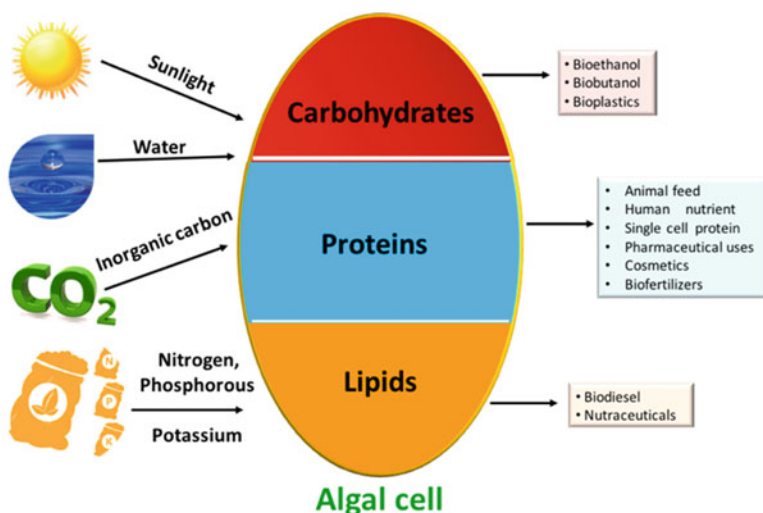 Sunlight
Water
Inorganic carbon
CO2
N
P
K
Nitrogen,
Phosphorous
Potassium
Carbohydrates
Proteins
Lipids
Algal cell
• Bioethanol
• Biobutanol
• Bioplastics
• Animal feed
• Human nutrient
• Single cell protein
• Pharmaceutical uses
• Cosmetics
• Biofertilizers
• Biodiesel
• Nutraceuticals